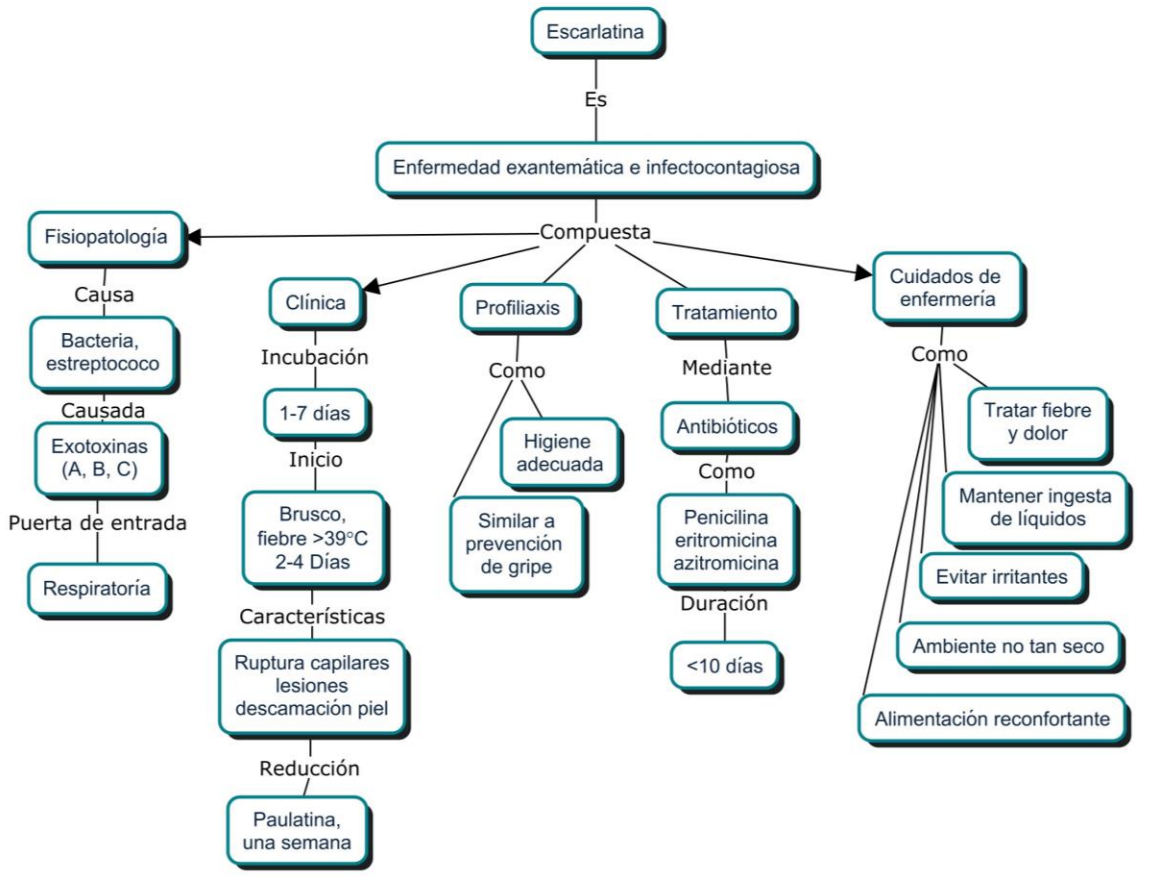 Escarlatina
Es
Enfermedad exantemática e infectocontagiosa
Compuesta
Fisiopatología
Causa
Bacteria,
estreptococo
Causada
Exotoxinas
(A, B, C)
Puerta de entrada
Respiratoría
Clínica
Incubación
1-7 días
Inicio
Brusco,
fiebre >39°C
2-4 Días
Características
Ruptura capilares
lesiones
descamación piel
Reducción
Paulatina,
una semana
Profiliaxis
Como
Higiene
adecuada
Similar a
prevención
de gripe
Tratamiento
Mediante
Antibióticos
Como
Penicilina
eritromicina
azitromicina
Duración
<10 días
Cuidados de
enfermería
Como
Tratar fiebre
y dolor
Mantener ingesta
de líquidos
Evitar irritantes
Ambiente no tan seco
Alimentación reconfortante